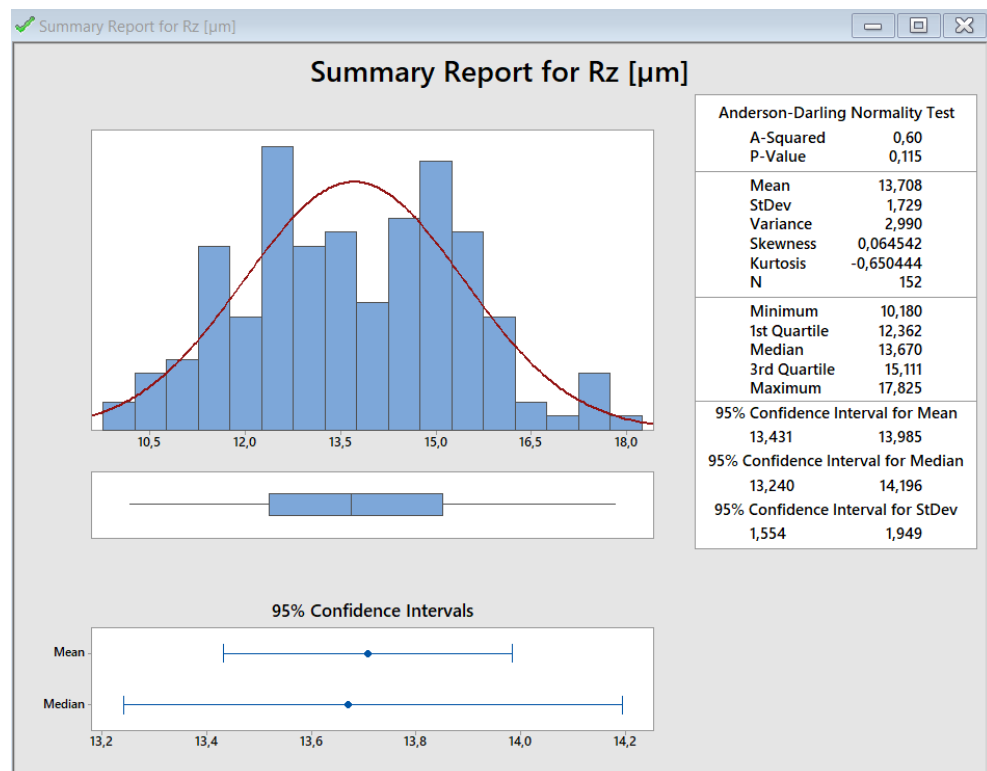 Summary Report for Rz [µm]
Summary Report for Rz [µm]
10,5 12,0 13,5 15,0 16,5 18,0
Anderson-Darling Normality Test
A-Squared 0,60
P-Value 0,115
Mean 13,708
StDev 1,729
Variance 2,990
Skewness 0,064542
Kurtosis -0,650444
N 152
Minimum 10,180
1st Quartile 12,362
Median 13,670
3rd Quartile 15,111
Maximum 17,825
95% Confidence Interval for Mean
13,431 13,985
95% Confidence Interval for Median
13,240 14,196
95% Confidence Interval for StDev
1,554 1,949
95% Confidence Intervals
Mean
Median
13,2 13,4 13,6 13,8 14,0 14,2